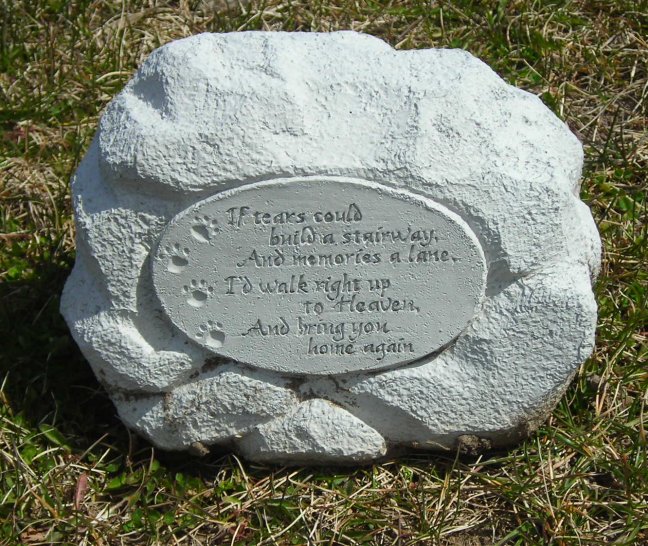 If tears could
build a stairway,
And memories a lane,
I'd walk right up
to Heaven,
And bring you
home again